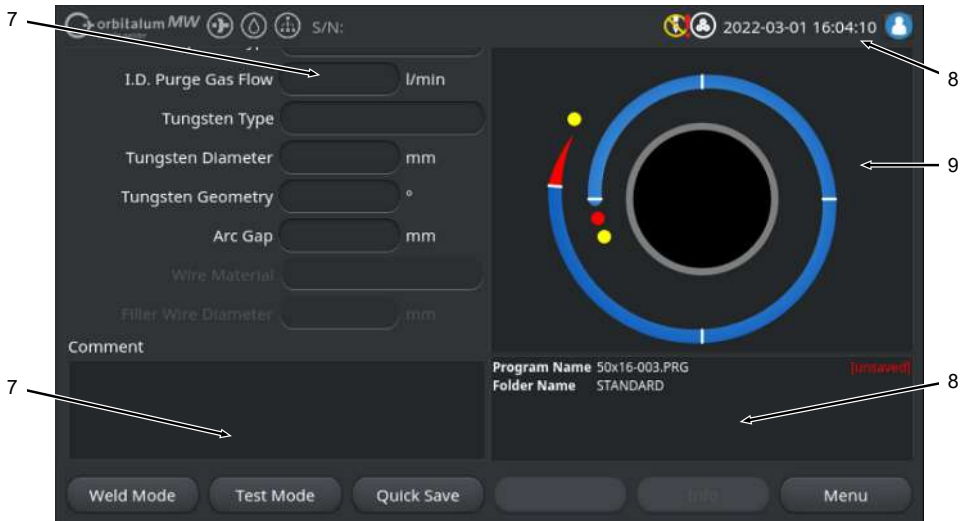 7
orbitalum MW S/N: 2022-03-01 16:04:10
8
I.D. Purge Gas Flow l/min
Tungsten Type
Tungsten Diameter mm
9
Tungsten Geometry °
Arc Gap mm
Wire Material
Filler Wire Diameter mm
Comment
Program Name 50x16-003.PRG [unsaved]
Folder Name STANDARD
7
8
Weld Mode Test Mode Quick Save Info Menu